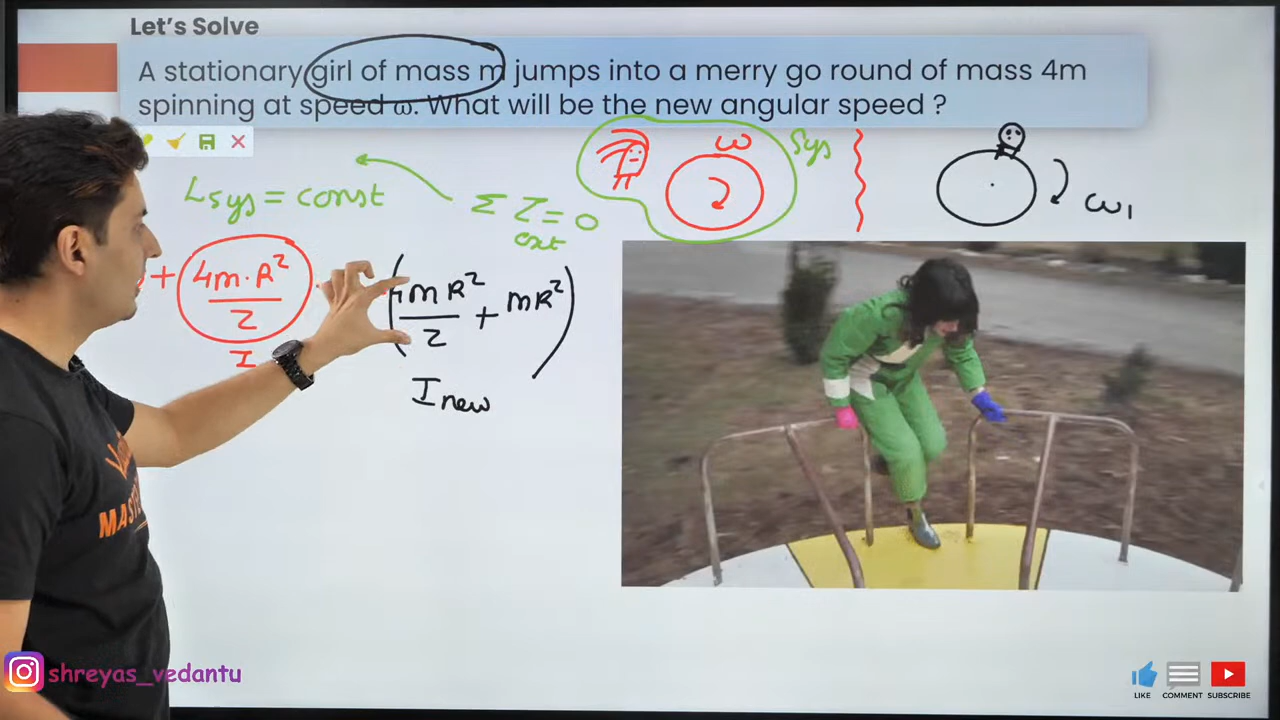 Let's Solve
A stationary girl of mass m jumps into a merry go round of mass 4m
spinning at speed ω. What will be the new angular speed ?
ω
Sys
Lsys = const
Σ τ = 0
ext
ω1
+ 4m·R²
2
I
mR²
2
+ mR²
Inew
MAS
shreyas_vedantu
LIKE COMMENT SUBSCRIBE